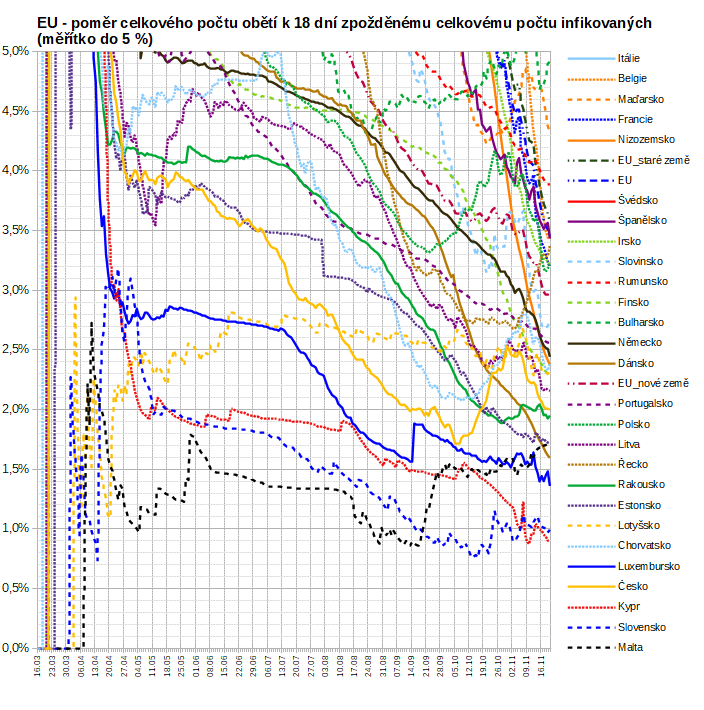 EU - poměr celkového počtu obětí k 18 dní zpožděnému celkovému počtu infikovaných
(měřítko do 5 %)
5,0%
4,5%
4,0%
3,5%
3,0%
2,5%
2,0%
1,5%
1,0%
0,5%
0,0%
16.03
23.03
30.03
06.04
13.04
20.04
27.04
04.05
11.05
18.05
25.05
01.06
08.06
15.06
22.06
29.06
06.07
13.07
20.07
27.07
03.08
10.08
17.08
24.08
31.08
07.09
14.09
21.09
28.09
05.10
12.10
19.10
26.10
02.11
09.11
16.11
Itálie
Belgie
Maďarsko
Francie
Nizozemsko
EU_staré země
EU
Švédsko
Španělsko
Irsko
Slovinsko
Rumunsko
Finsko
Bulharsko
Německo
Dánsko
EU_nové země
Portugalsko
Polsko
Litva
Řecko
Rakousko
Estonsko
Lotyšsko
Chorvatsko
Luxembursko
Česko
Kypr
Slovensko
Malta